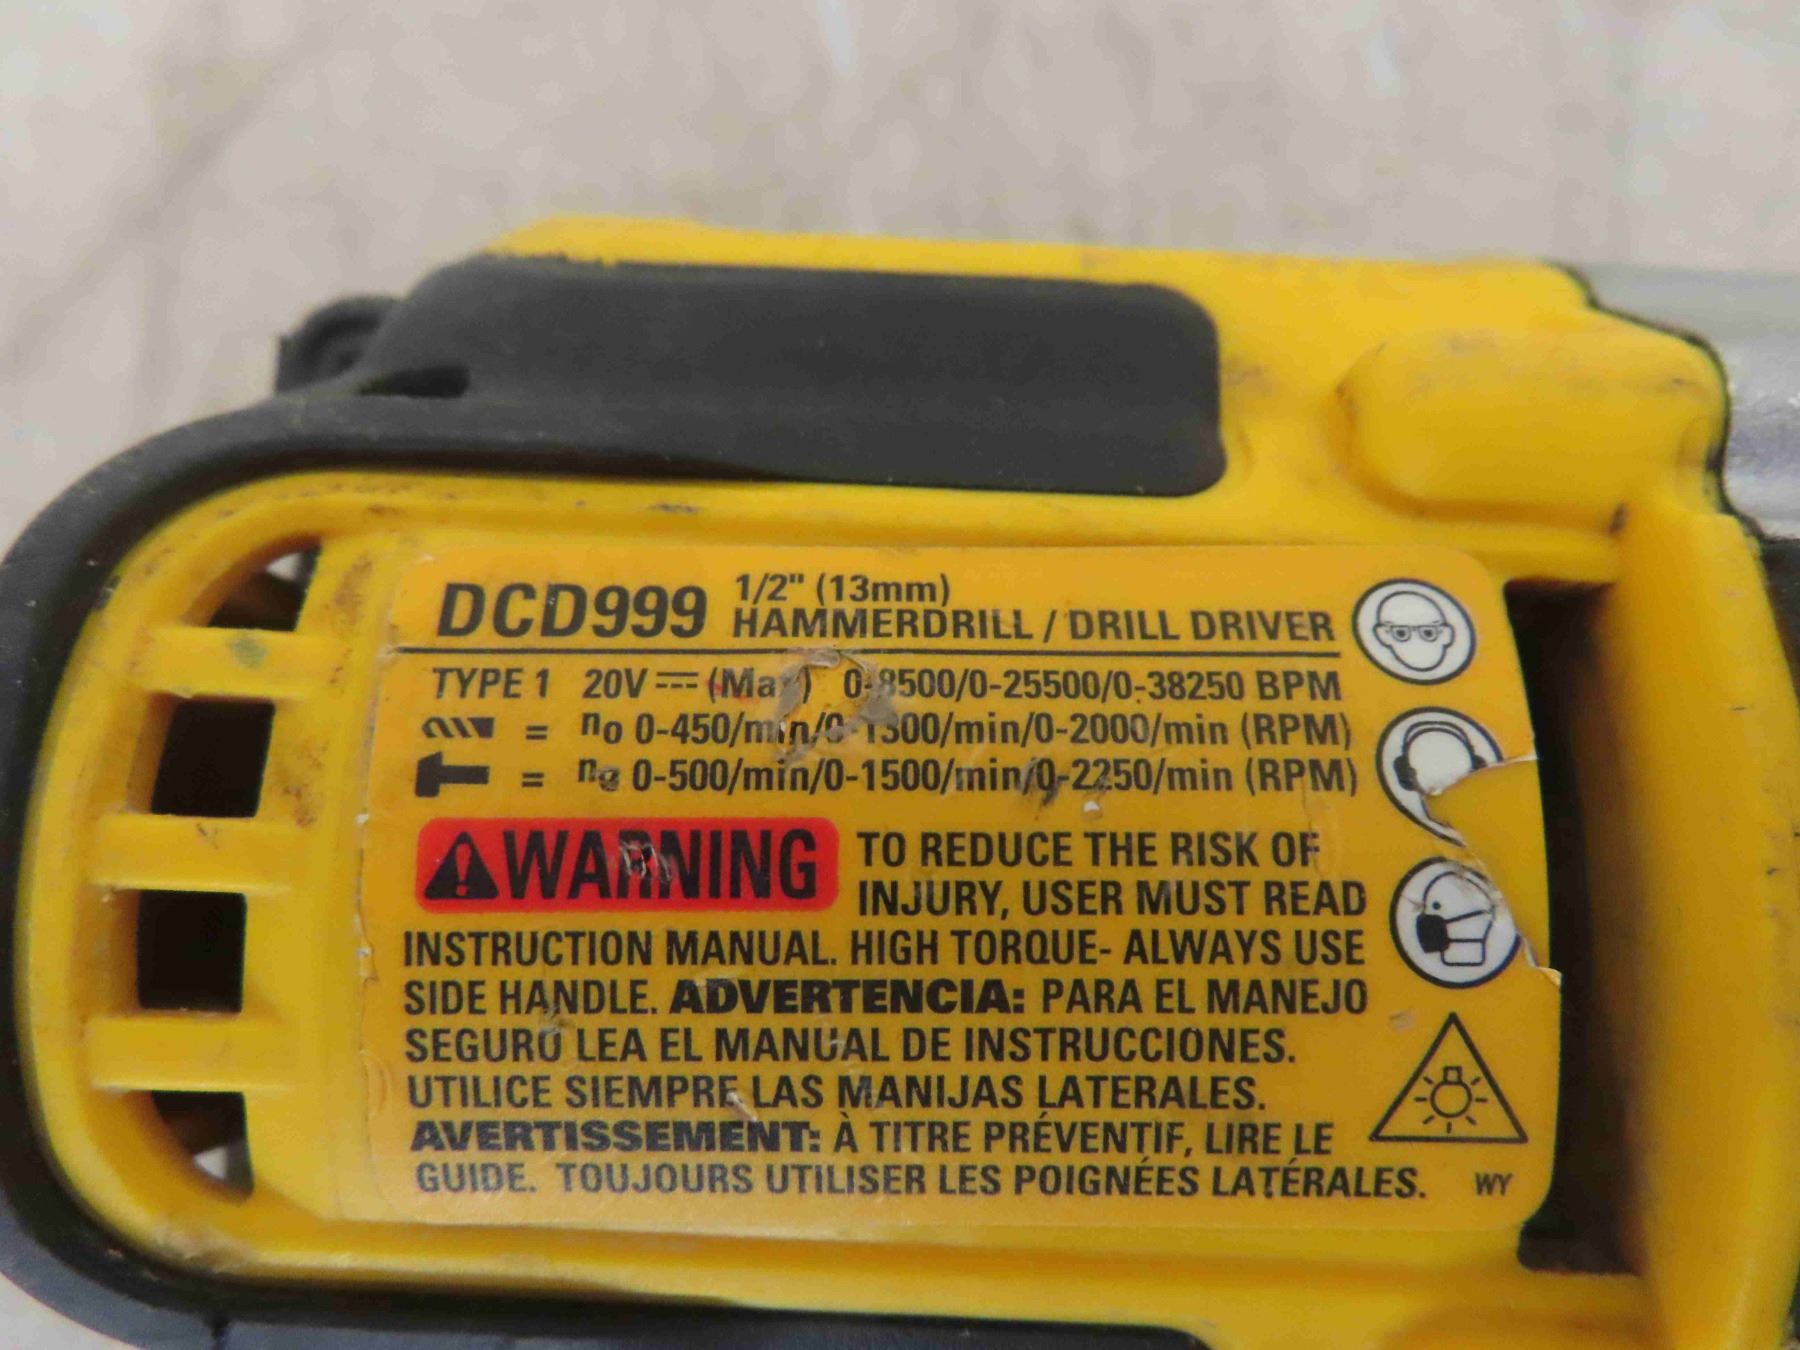 DCD999 1/2" (13mm)
HAMMERDRILL / DRILL DRIVER
TYPE 1 20V (Max) 0-8500/0-25500/0-38250 BPM
= no 0-450/min/0-1300/min/0-2000/min (RPM)
= no 0-500/min/0-1500/min/0-2250/min (RPM)
WARNING TO REDUCE THE RISK OF
INJURY, USER MUST READ
INSTRUCTION MANUAL. HIGH TORQUE- ALWAYS USE
SIDE HANDLE. ADVERTENCIA: PARA EL MANEJO
SEGURO LEA EL MANUAL DE INSTRUCCIONES.
UTILICE SIEMPRE LAS MANIJAS LATERALES.
AVERTISSEMENT: À TITRE PRÉVENTIF, LIRE LE
GUIDE. TOUJOURS UTILISER LES POIGNÉES LATÉRALES. WY